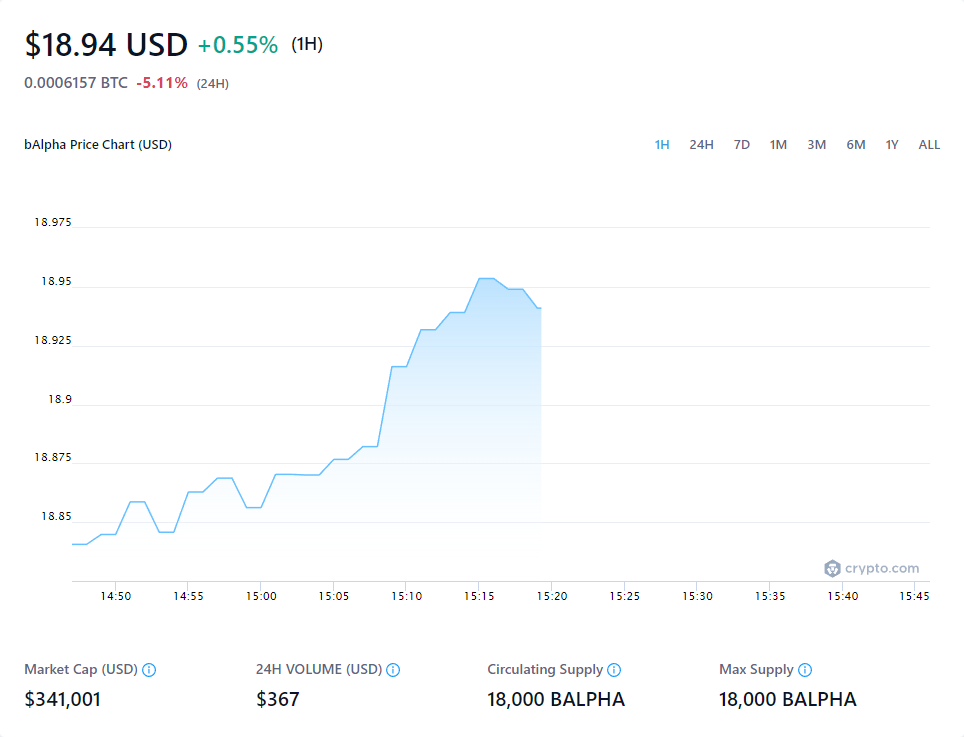 $18.94 USD +0.55% (1H)
0.0006157 BTC -5.11% (24H)
bAlpha Price Chart (USD) 1H 24H 7D 1M 3M 6M 1Y ALL
18.975
18.95
18.925
18.9
18.875
18.85
crypto.com
14:50 14:55 15:00 15:05 15:10 15:15 15:20 15:25 15:30 15:35 15:40 15:45
Market Cap (USD) 24H VOLUME (USD) Circulating Supply Max Supply
$341,001 $367 18,000 BALPHA 18,000 BALPHA